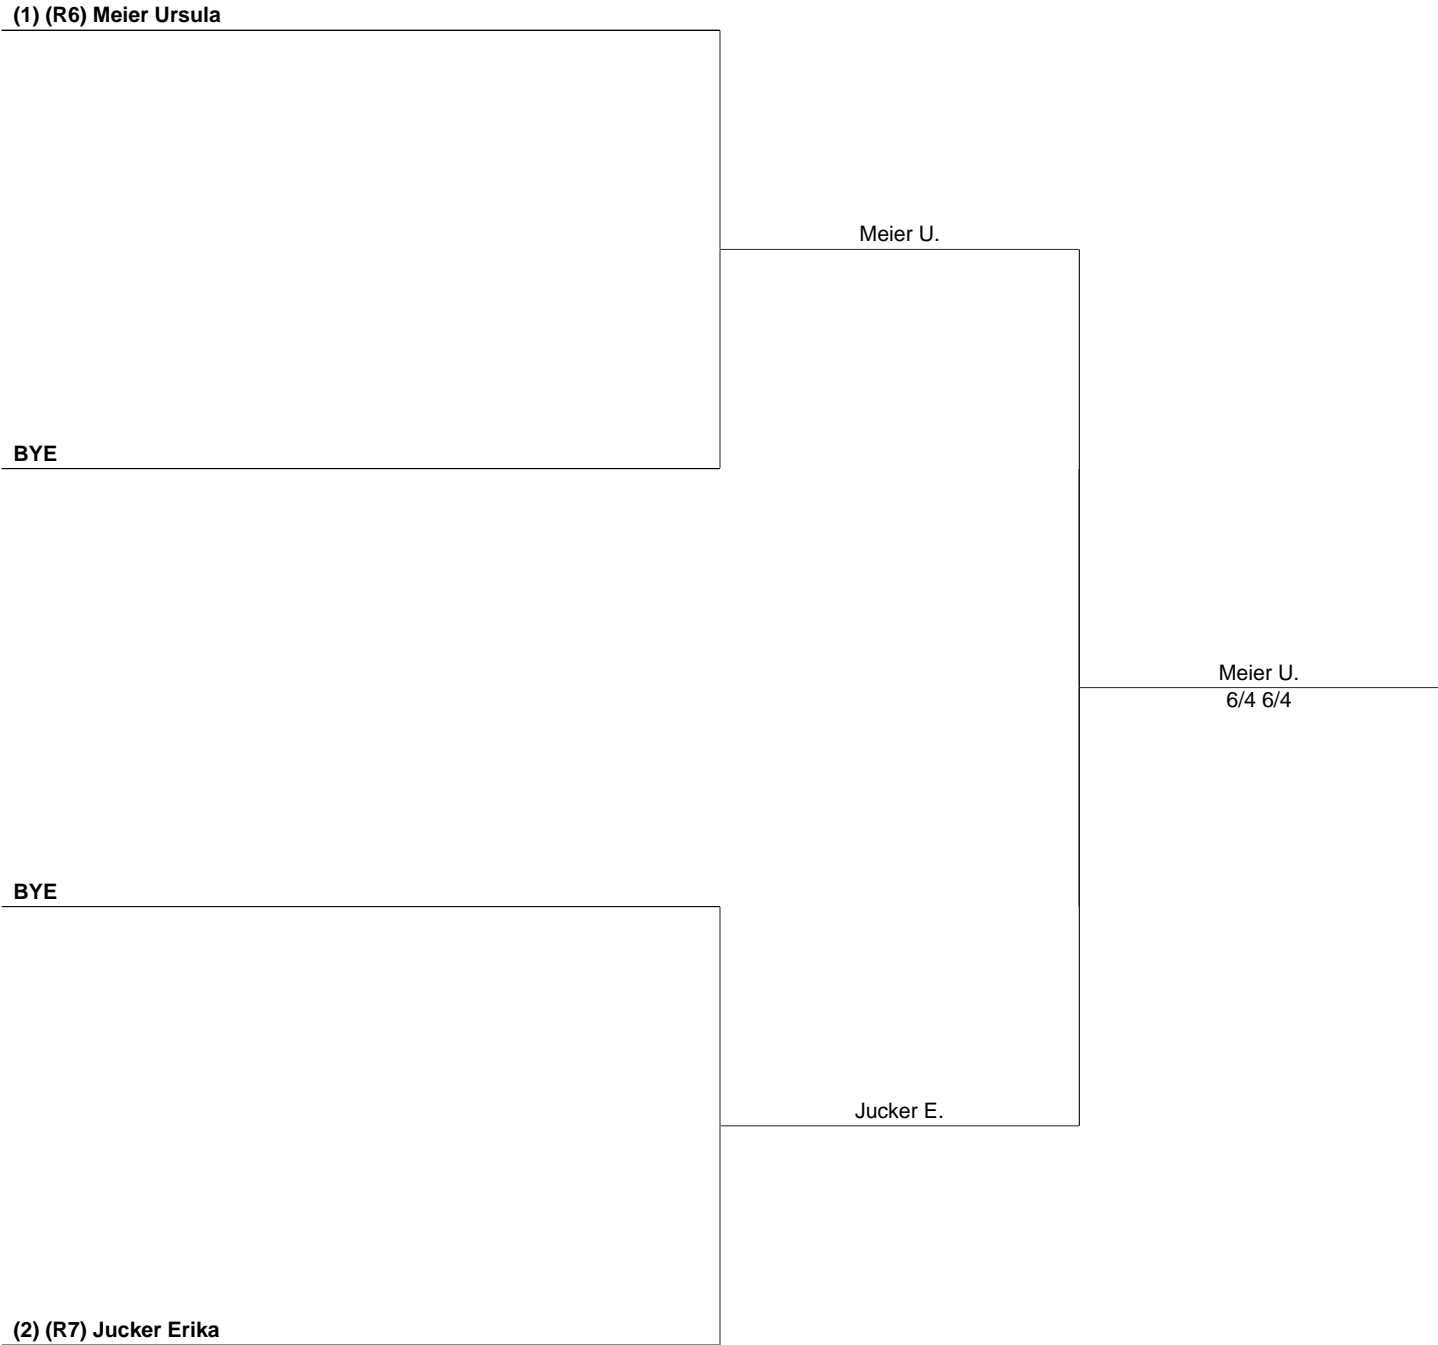 (1) (R6) Meier Ursula
Meier U.
BYE
Meier U.
6/4 6/4
BYE
Jucker E.
(2) (R7) Jucker Erika